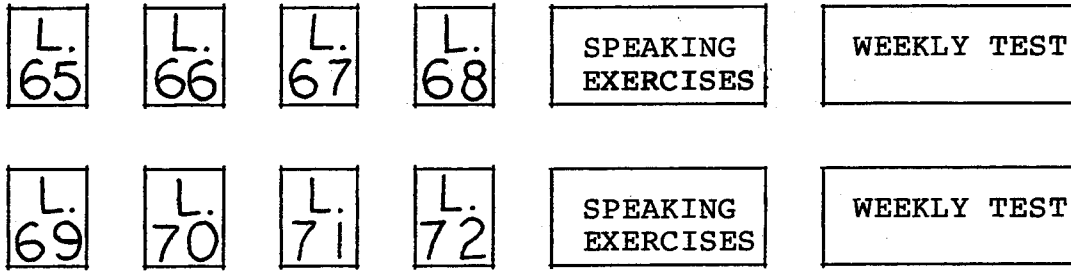 L. L. L. L. SPEAKING WEEKLY TEST
65 66 67 68 EXERCISES
L. L. L. L. SPEAKING WEEKLY TEST
69 70 71 72 EXERCISES